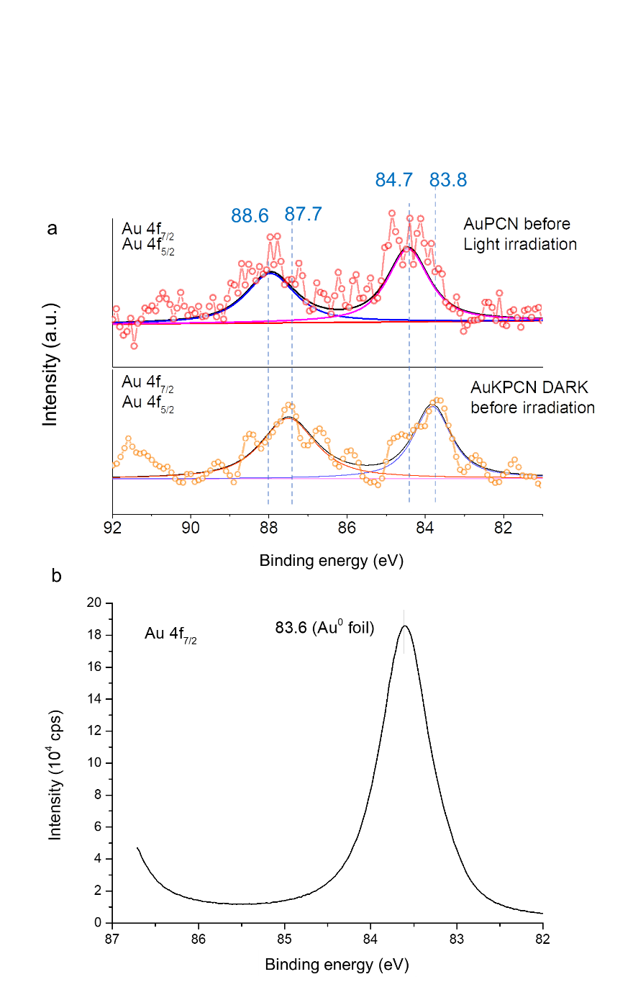 84.7 83.8
88.6 87.7
a
Au 4f7/2
Au 4f5/2
AuPCN before
Light irradiation
Intensity (a.u.)
Au 4f7/2
Au 4f5/2
AuKPCN DARK
before irradiation
92 90 88 86 84 82
Binding energy (eV)
b
20
18
16
14
12
10
8
6
4
2
0
Au 4f7/2
83.6 (Au0 foil)
Intensity (104 cps)
87 86 85 84 83 82
Binding energy (eV)